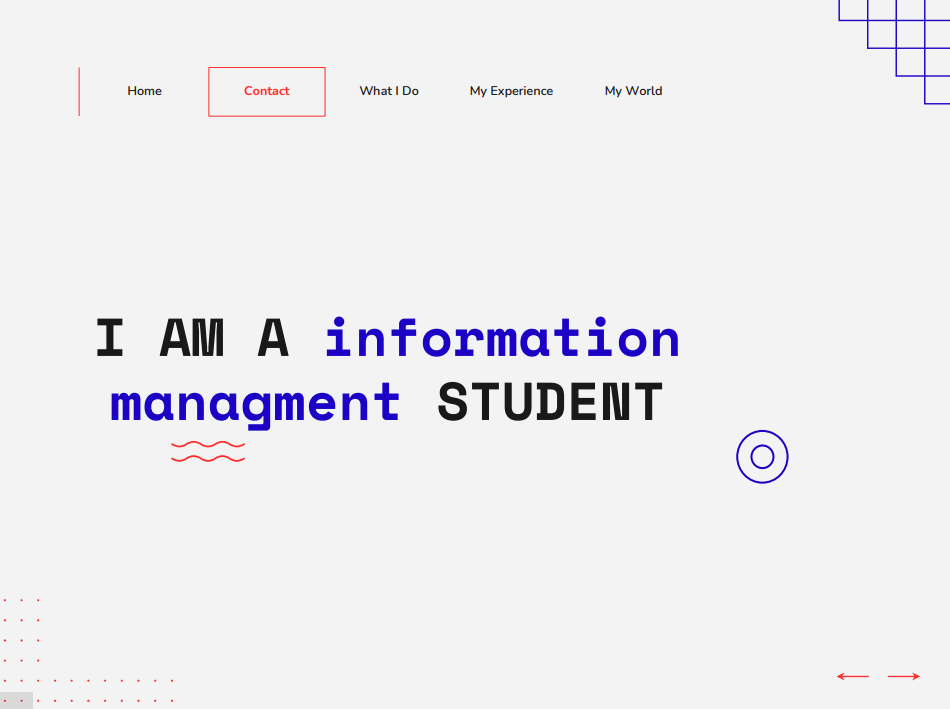 Home Contact What I Do My Experience My World
I AM A information
managment STUDENT